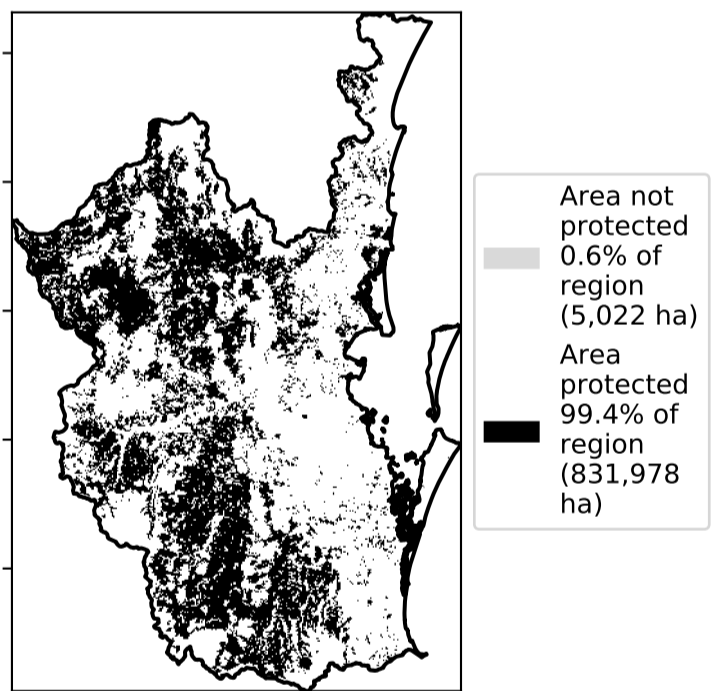 Area not
protected
0.6% of
region
(5,022 ha)
Area
protected
99.4% of
region
(831,978
ha)